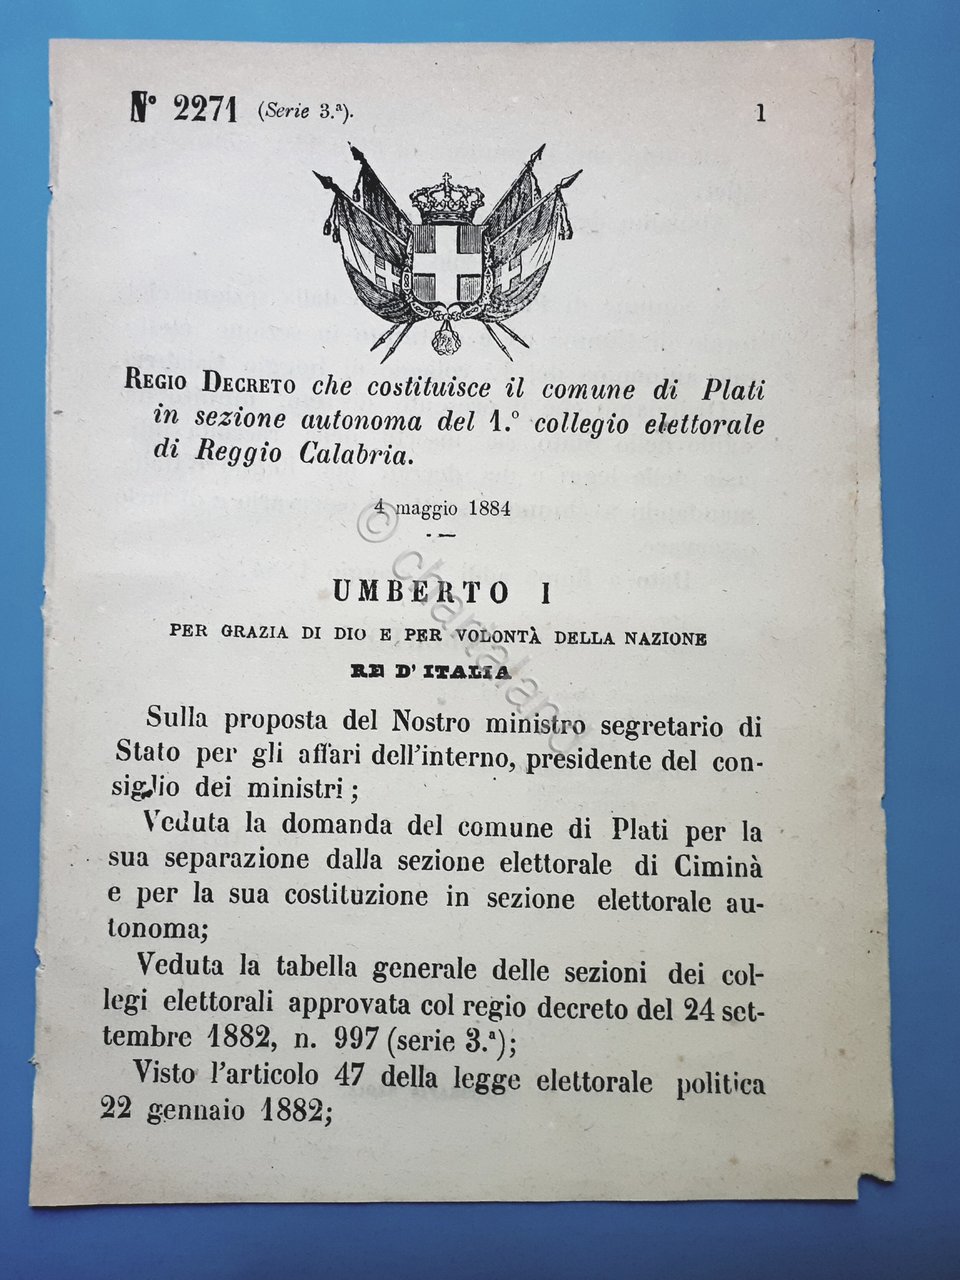 N° 2271 (Serie 3.ª). 1
REGIO DECRETO che costituisce il comune di Plati
in sezione autonoma del 1.° collegio elettorale
di Reggio Calabria.
4 maggio 1884
UMBERTO I
PER GRAZIA DI DIO E PER VOLONTÀ DELLA NAZIONE
RE D'ITALIA
Sulla proposta del Nostro ministro segretario di
Stato per gli affari dell'interno, presidente del con-
siglio dei ministri;
Veduta la domanda del comune di Plati per la
sua separazione dalla sezione elettorale di Ciminà
e per la sua costituzione in sezione elettorale au-
tonoma;
Veduta la tabella generale delle sezioni dei col-
legi elettorali approvata col regio decreto del 24 set-
tembre 1882, n. 997 (serie 3.ª);
Visto l'articolo 47 della legge elettorale politica
22 gennaio 1882;